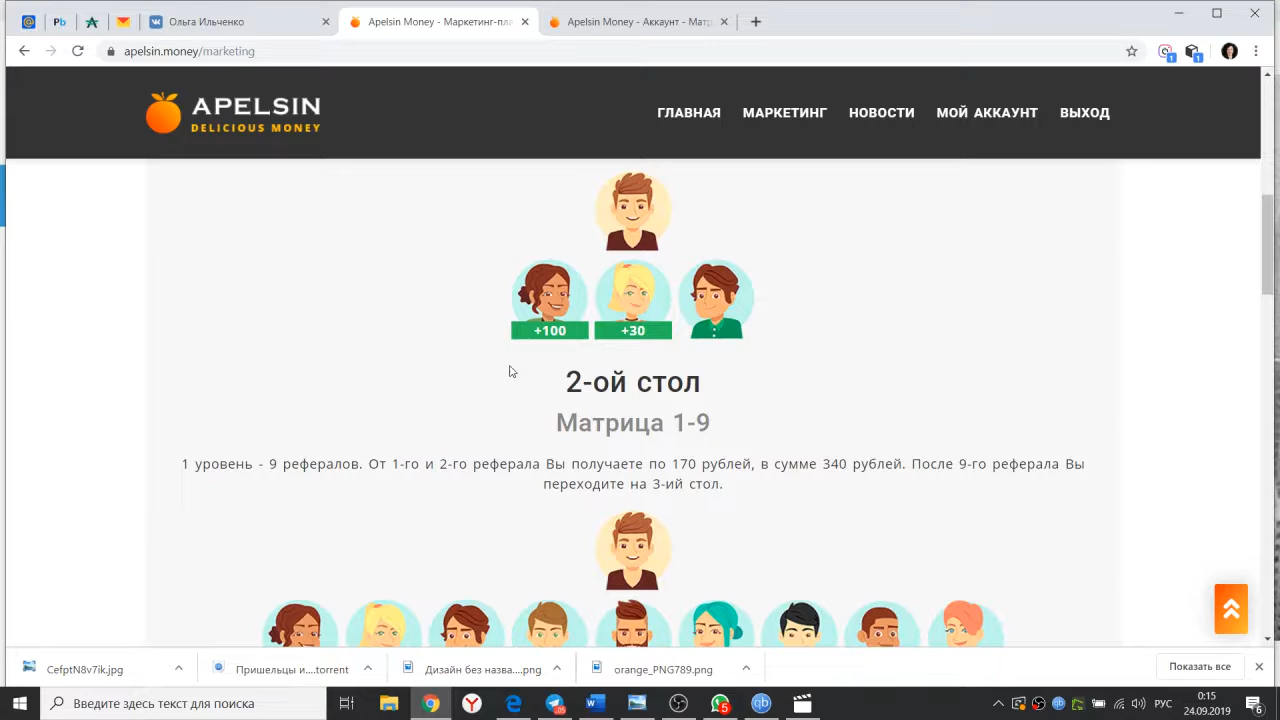 Ольга Ильченко
Apelsin Money - Маркетинг-пла
Apelsin Money - Аккаунт - Матр
apelsin.money/marketing
1
1
APELSIN
DELICIOUS MONEY
ГЛАВНАЯ
МАРКЕТИНГ
НОВОСТИ
МОЙ АККАУНТ
ВЫХОД
+100
+30
2-ой стол
Матрица 1-9
1 уровень - 9 рефералов. От 1-го и 2-го реферала Вы получаете по 170 рублей, в сумме 340 рублей. После 9-го реферала Вы
переходите на 3-ий стол.
CefptN8v7ik.jpg
Пришельцы и....torrent
Дизайн без назва....png
orange_PNG789.png
Показать все
Введите здесь текст для поиска
5
РУС
0:15
24.09.2019
6